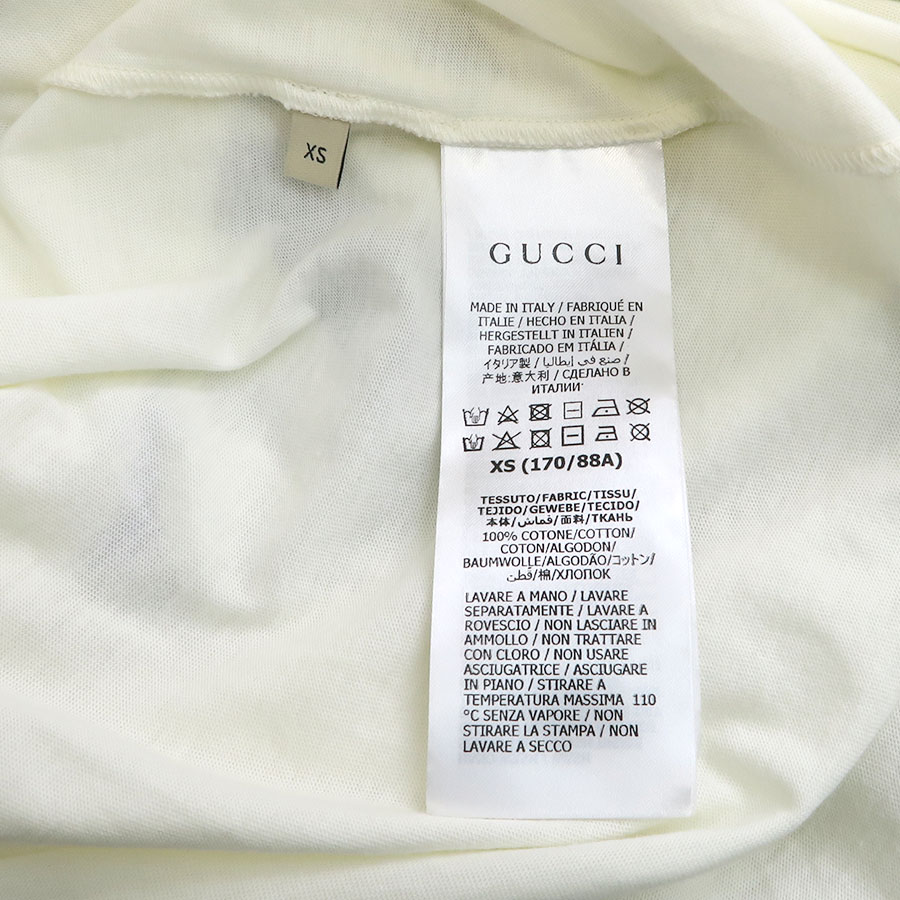 XS
GUCCI
MADE IN ITALY / FABRIQUÉ EN
ITALIE / HECHO EN ITALIA /
HERGESTELLT IN ITALIEN /
FABRICADO EM ITÁLIA /
イタリア製 / صنع في إيطاليا /
产地:意大利 / СДЕЛАНО В
ИТАЛИИ
XS (170/88A)
TESSUTO/FABRIC/TISSU/
TEJIDO/GEWEBE/TECIDO/
本体/قماش/面料/ТКАНЬ
100% COTONE/COTTON/
COTON/ALGODON/
BAUMWOLLE/ALGODÃO/コットン/
قطن/棉/ХЛОПОК
LAVARE A MANO / LAVARE
SEPARATAMENTE / LAVARE A
ROVESCIO / NON LASCIARE IN
AMMOLLO / NON TRATTARE
CON CLORO / NON USARE
ASCIUGATRICE / ASCIUGARE
IN PIANO / STIRARE A
TEMPERATURA MASSIMA 110
°C SENZA VAPORE / NON
STIRARE LA STAMPA / NON
LAVARE A SECCO